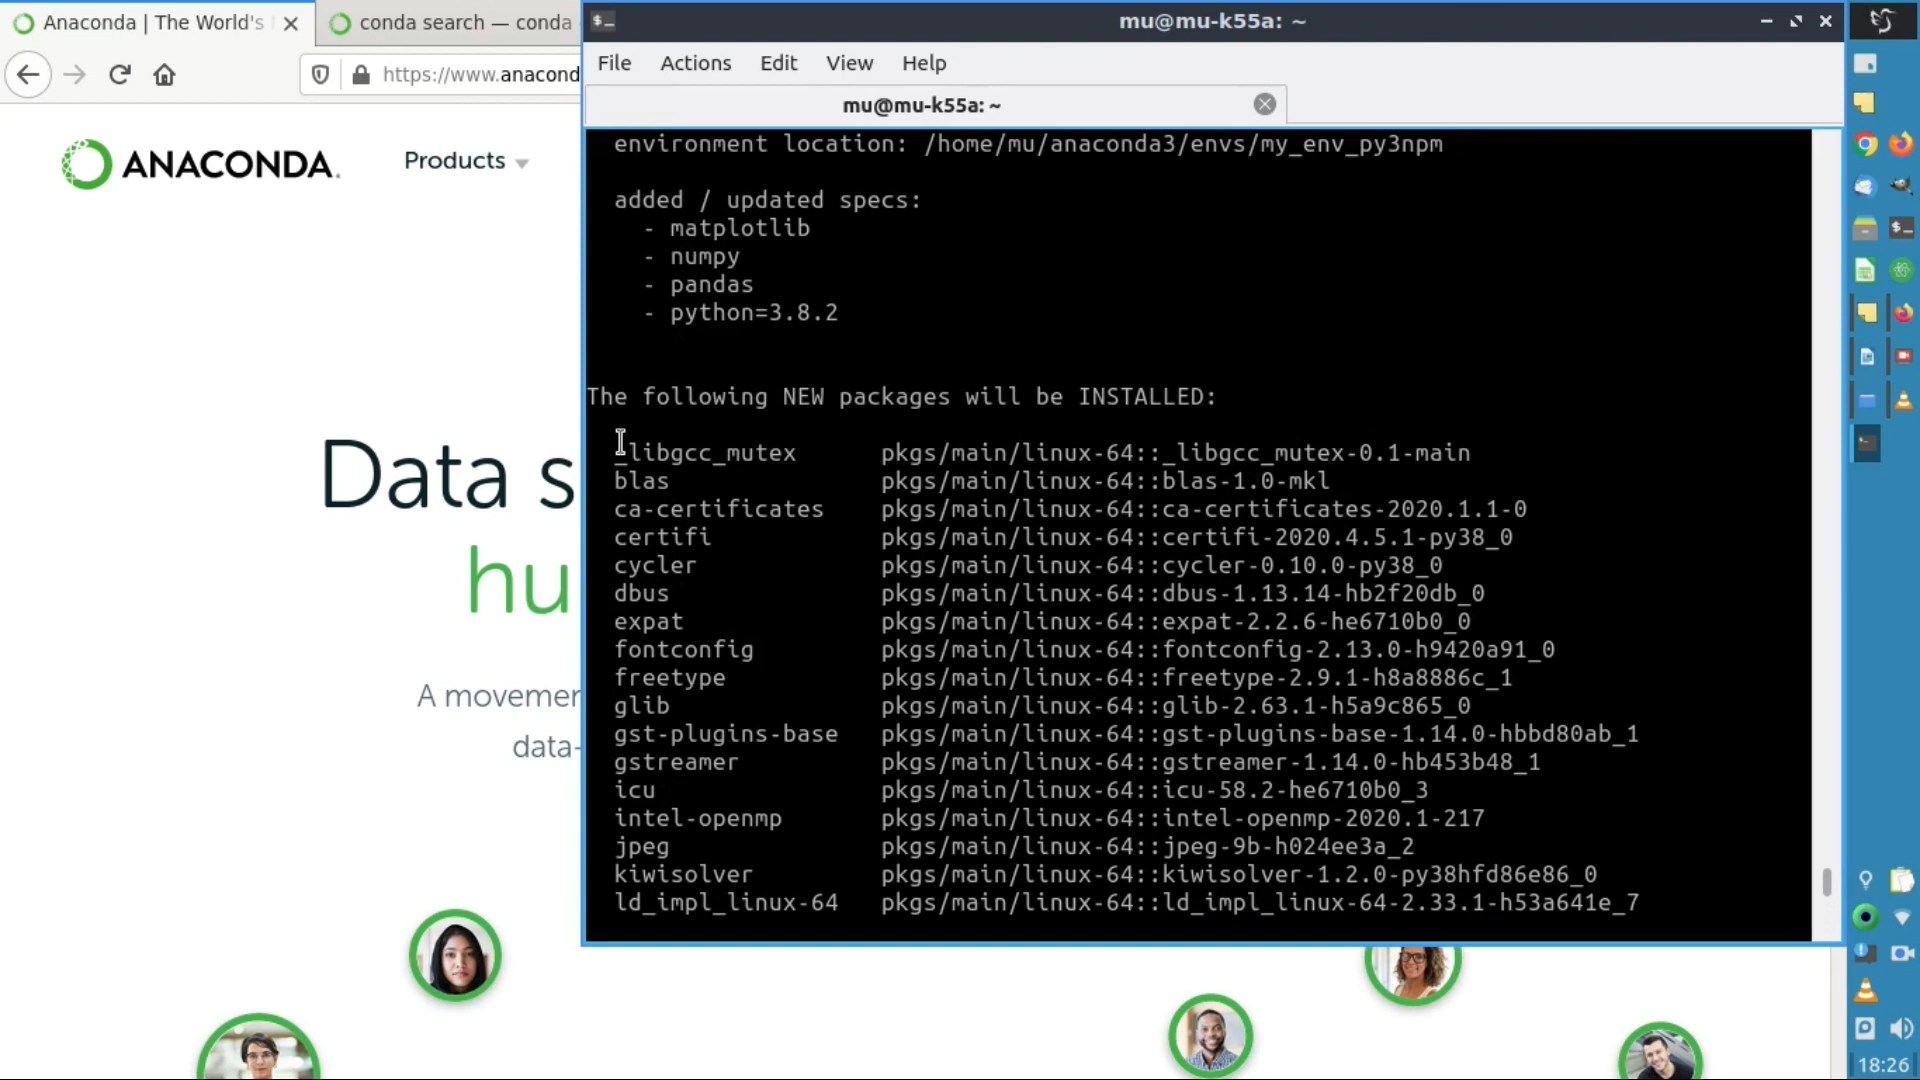 Anaconda | The World's
conda search — conda
mu@mu-k55a: ~
File Actions Edit View Help
https://www.anacond
mu@mu-k55a: ~
ANACONDA.
Products
environment location: /home/mu/anaconda3/envs/my_env_py3npm
added / updated specs:
- matplotlib
- numpy
- pandas
- python=3.8.2
The following NEW packages will be INSTALLED:
_libgcc_mutex pkgs/main/linux-64::_libgcc_mutex-0.1-main
blas pkgs/main/linux-64::blas-1.0-mkl
ca-certificates pkgs/main/linux-64::ca-certificates-2020.1.1-0
certifi pkgs/main/linux-64::certifi-2020.4.5.1-py38_0
cycler pkgs/main/linux-64::cycler-0.10.0-py38_0
dbus pkgs/main/linux-64::dbus-1.13.14-hb2f20db_0
expat pkgs/main/linux-64::expat-2.2.6-he6710b0_0
fontconfig pkgs/main/linux-64::fontconfig-2.13.0-h9420a91_0
freetype pkgs/main/linux-64::freetype-2.9.1-h8a8886c_1
glib pkgs/main/linux-64::glib-2.63.1-h5a9c865_0
gst-plugins-base pkgs/main/linux-64::gst-plugins-base-1.14.0-hbbd80ab_1
gstreamer pkgs/main/linux-64::gstreamer-1.14.0-hb453b48_1
icu pkgs/main/linux-64::icu-58.2-he6710b0_3
intel-openmp pkgs/main/linux-64::intel-openmp-2020.1-217
jpeg pkgs/main/linux-64::jpeg-9b-h024ee3a_2
kiwisolver pkgs/main/linux-64::kiwisolver-1.2.0-py38hfd86e86_0
ld_impl_linux-64 pkgs/main/linux-64::ld_impl_linux-64-2.33.1-h53a641e_7
Data s
hu
A movemen
data-
18:26